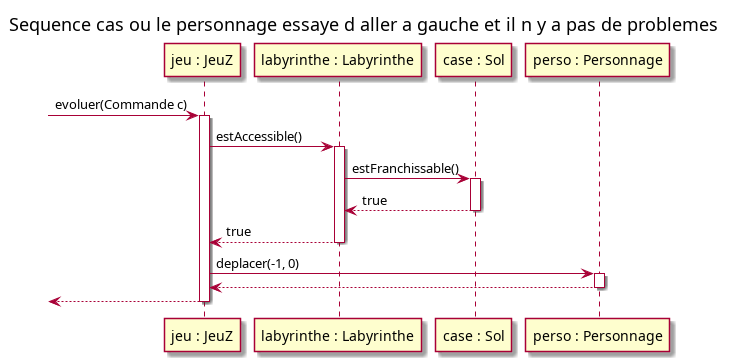 Sequence cas ou le personnage essaye d aller a gauche et il n y a pas de problemes
jeu : JeuZ
labyrinthe : Labyrinthe
case : Sol
perso : Personnage
evoluer(Commande c)
estAccessible()
estFranchissable()
true
true
deplacer(-1, 0)
jeu : JeuZ
labyrinthe : Labyrinthe
case : Sol
perso : Personnage